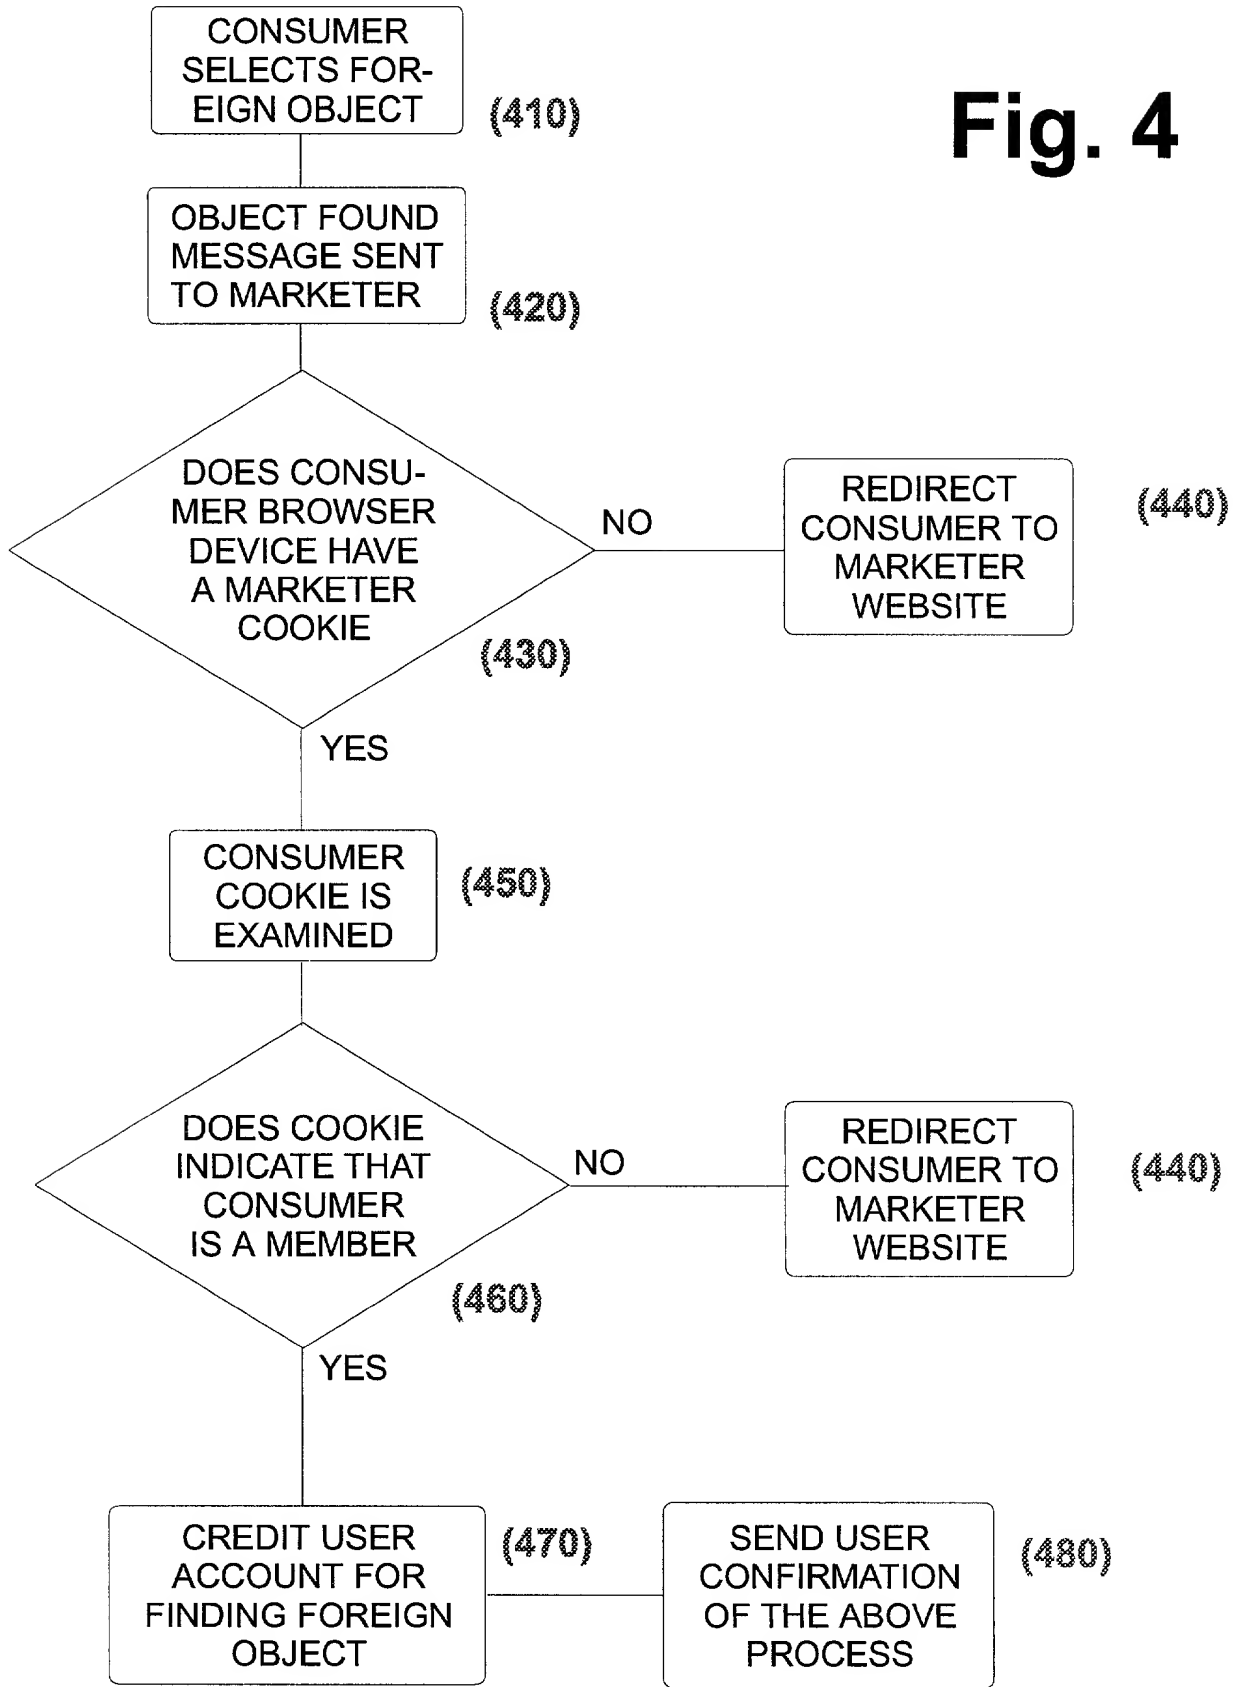 CONSUMER
SELECTS FOR-
EIGN OBJECT
(410)
Fig. 4
OBJECT FOUND
MESSAGE SENT
TO MARKETER
(420)
DOES CONSU-
MER BROWSER
DEVICE HAVE
A MARKETER
COOKIE
(430)
NO
REDIRECT
CONSUMER TO
MARKETER
WEBSITE
(440)
YES
CONSUMER
COOKIE IS
EXAMINED
(450)
DOES COOKIE
INDICATE THAT
CONSUMER
IS A MEMBER
(460)
NO
REDIRECT
CONSUMER TO
MARKETER
WEBSITE
(440)
YES
CREDIT USER
ACCOUNT FOR
FINDING FOREIGN
OBJECT
(470)
SEND USER
CONFIRMATION
OF THE ABOVE
PROCESS
(480)